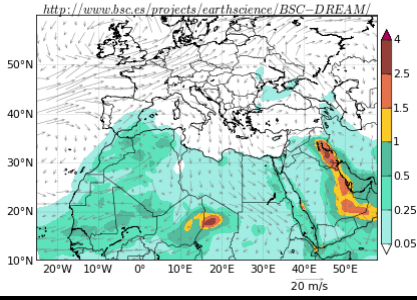 http://www.bsc.es/projects/earthscience/BSC−DREAM/
50°N
40°N
30°N
20°N
10°N
20°W 10°W 0° 10°E 20°E 30°E 40°E 50°E
20 m/s
4
2.5
1.5
1
0.5
0.25
0.05